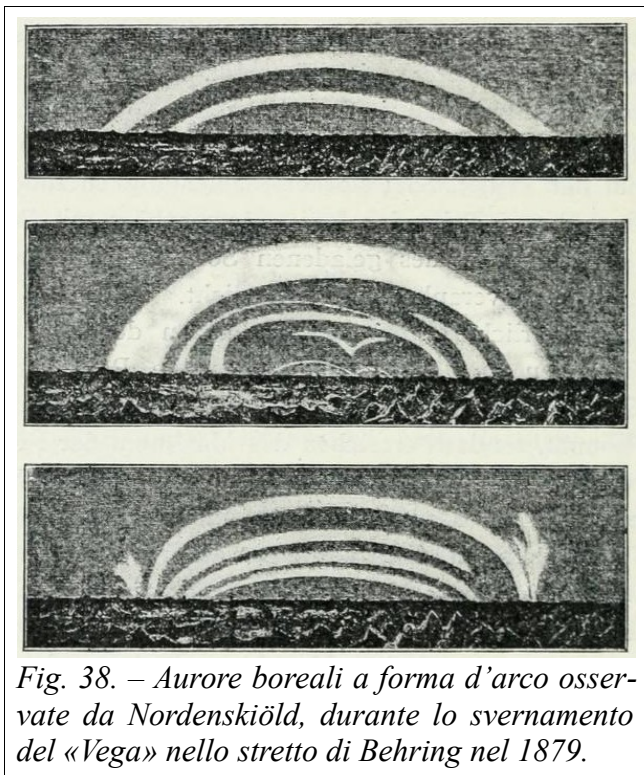 Fig. 38. – Aurore boreali a forma d’arco osser-
vate da Nordenskiöld, durante lo svernamento
del «Vega» nello stretto di Behring nel 1879.